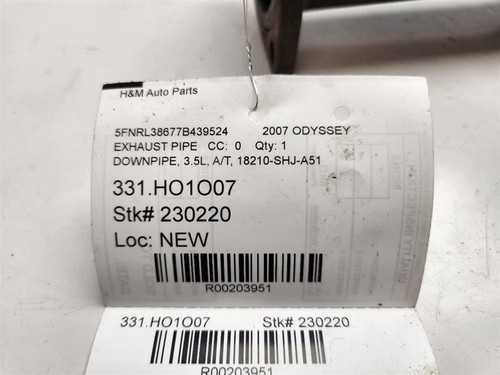 H&M Auto Parts
5FNRL38677B439524 2007 ODYSSEY
EXHAUST PIPE CC: 0 Qty: 1
DOWNPIPE, 3.5L, A/T, 18210-SHJ-A51
331.HO1O07
Stk# 230220
Loc: NEW
R00203951
331.HO1O07 Stk# 230220
R00203951